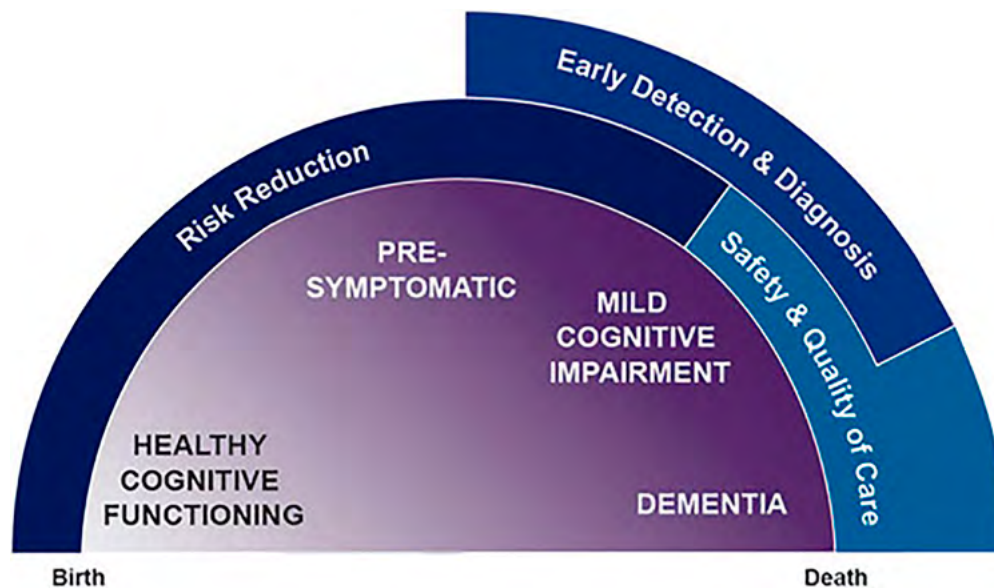 Early Detection & Diagnosis
Risk Reduction
Safety & Quality of Care
PRE-
SYMPTOMATIC
MILD
COGNITIVE
IMPAIRMENT
HEALTHY
COGNITIVE
FUNCTIONING
DEMENTIA
Birth
Death